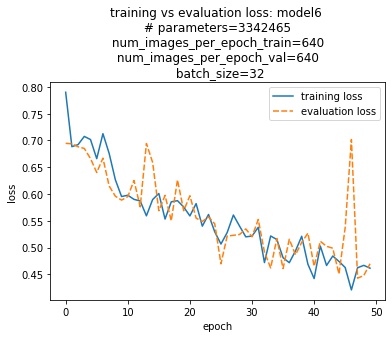 training vs evaluation loss: model6
# parameters=3342465
num_images_per_epoch_train=640
num_images_per_epoch_val=640
batch_size=32
0.80
0.75
0.70
0.65
0.60
0.55
0.50
0.45
loss
training loss
evaluation loss
0
10
20
30
40
50
epoch